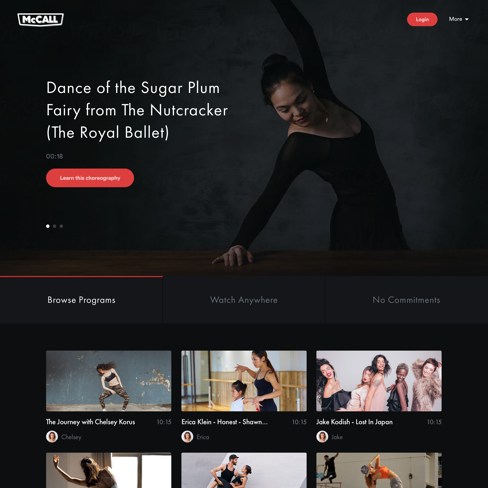 McCALL
Login
More
Dance of the Sugar Plum
Fairy from The Nutcracker
(The Royal Ballet)
00:18
Learn this choreography
Browse Programs
Watch Anywhere
No Commitments
The Journey with Chelsey Korus
10:15
Chelsey
Erica Klein - Honest - Shawn...
10:15
Erica
Jake Kodish - Lost In Japan
10:15
Jake